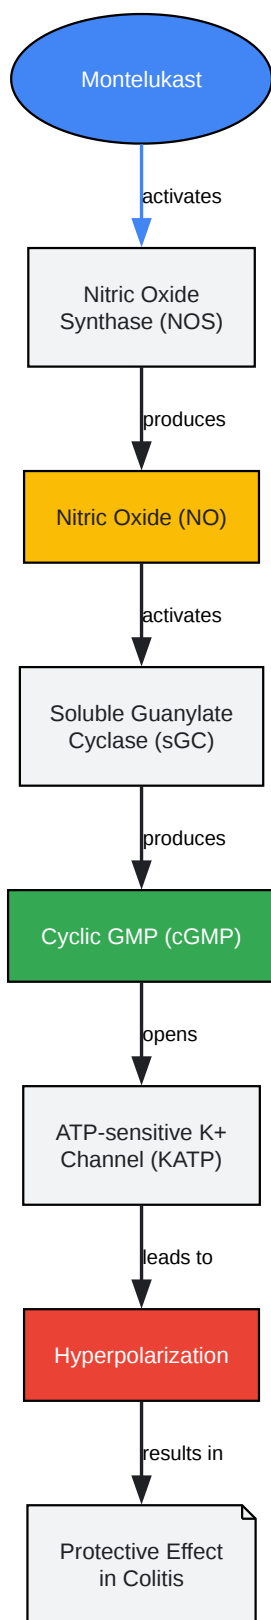 Montelukast
activates
Nitric Oxide
Synthase (NOS)
produces
Nitric Oxide (NO)
activates
Soluble Guanylate
Cyclase (sGC)
produces
Cyclic GMP (cGMP)
opens
ATP-sensitive K+
Channel (KATP)
leads to
Hyperpolarization
results in
Protective Effect
in Colitis